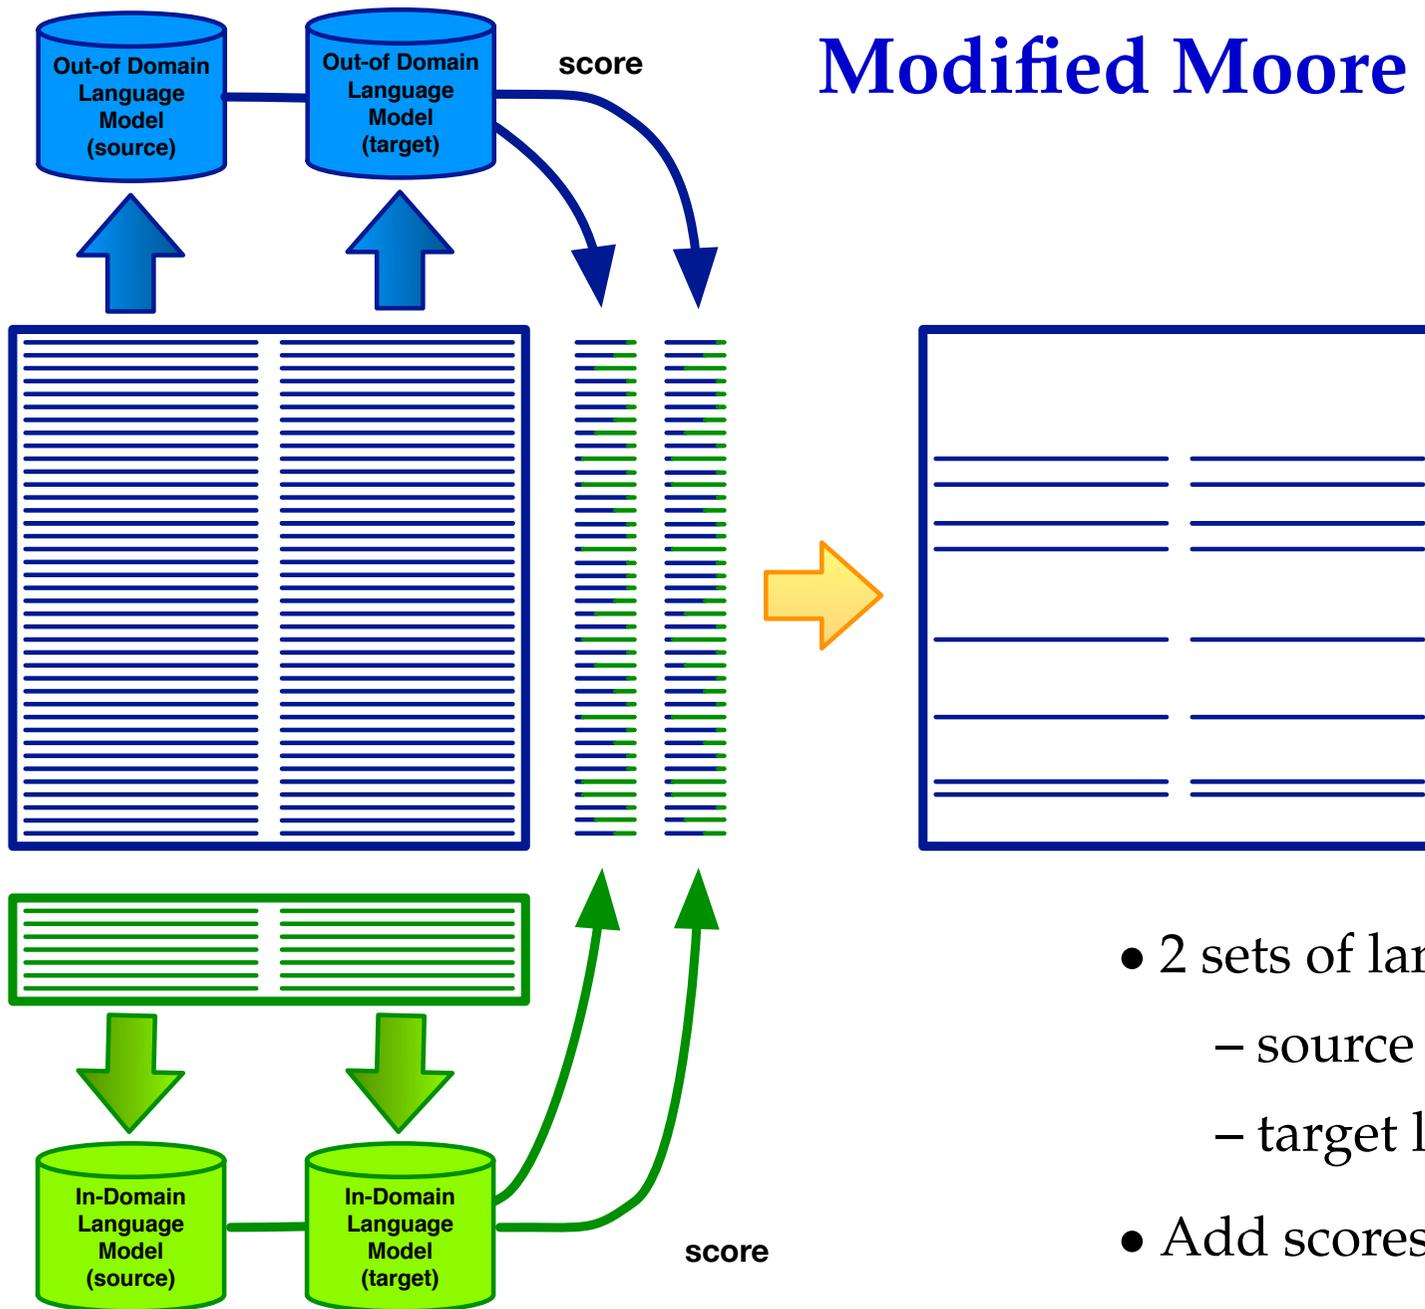 Modified Moore
Out-of Domain
Language
Model
(source)
Out-of Domain
Language
Model
(target)
score
• 2 sets of
– source
– target
• Add scores
In-Domain
Language
Model
(source)
In-Domain
Language
Model
(target)
score